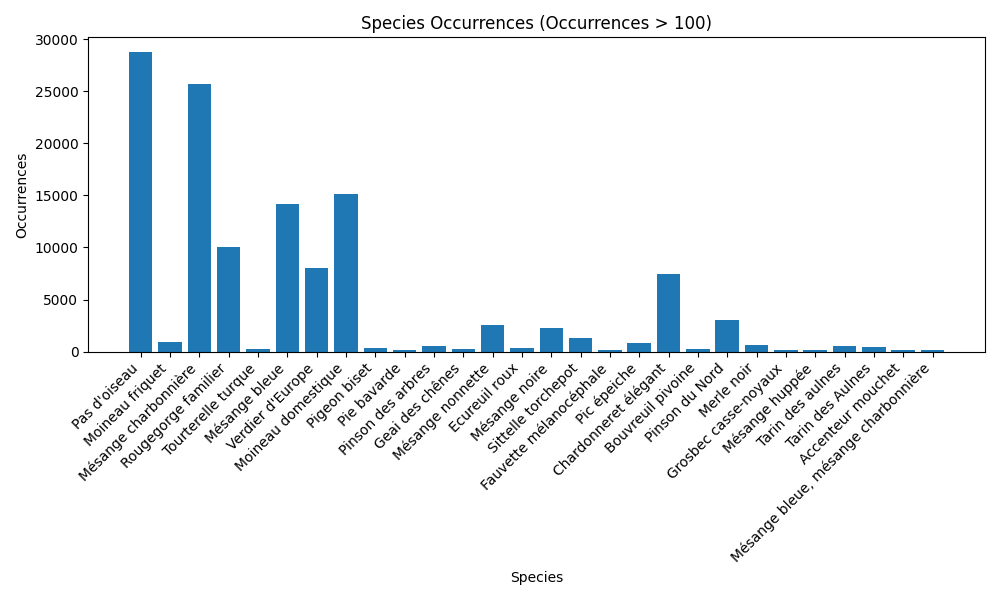 Species Occurrences (Occurrences > 100)
30000
25000
20000
15000
10000
5000
0
Occurrences
Pas d'oiseau
Moineau friquet
Mésange charbonnière
Rougegorge familier
Tourterelle turque
Mésange bleue
Verdier d'Europe
Moineau domestique
Pigeon biset
Pie bavarde
Pinson des arbres
Geai des chênes
Mésange nonnette
Ecureuil roux
Mésange noire
Sittelle torchepot
Fauvette mélanocéphale
Pic épeiche
Chardonneret élégant
Bouvreuil pivoine
Pinson du Nord
Merle noir
Grosbec casse-noyaux
Mésange huppée
Tarin des aulnes
Tarin des Aulnes
Accenteur mouchet
Mésange bleue, mésange charbonnière
Species